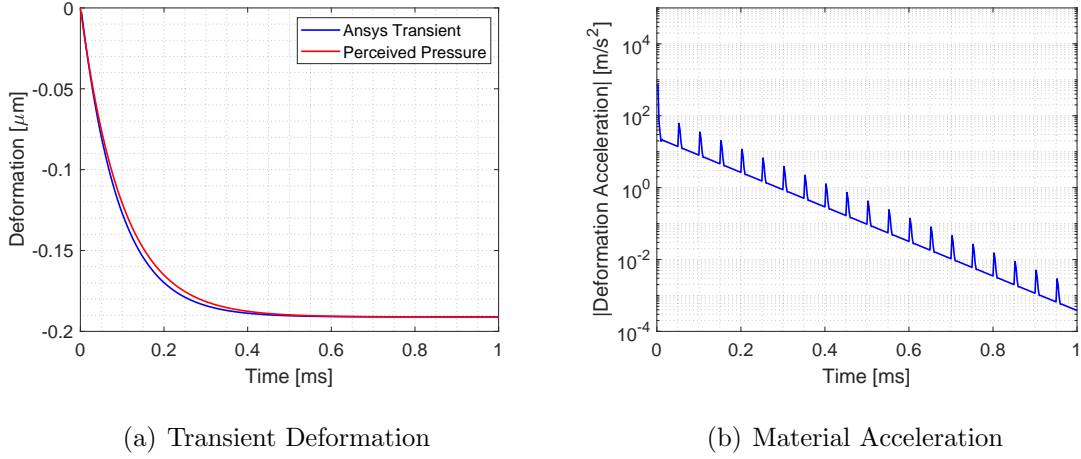 0
-0.05
-0.1
-0.15
-0.2
Deformation [μm]
Ansys Transient
Perceived Pressure
0 0.2 0.4 0.6 0.8 1
Time [ms]
(a) Transient Deformation
10^4
10^2
10^0
10^-2
10^-4
|Deformation Acceleration| [m/s^2]
0 0.2 0.4 0.6 0.8 1
Time [ms]
(b) Material Acceleration